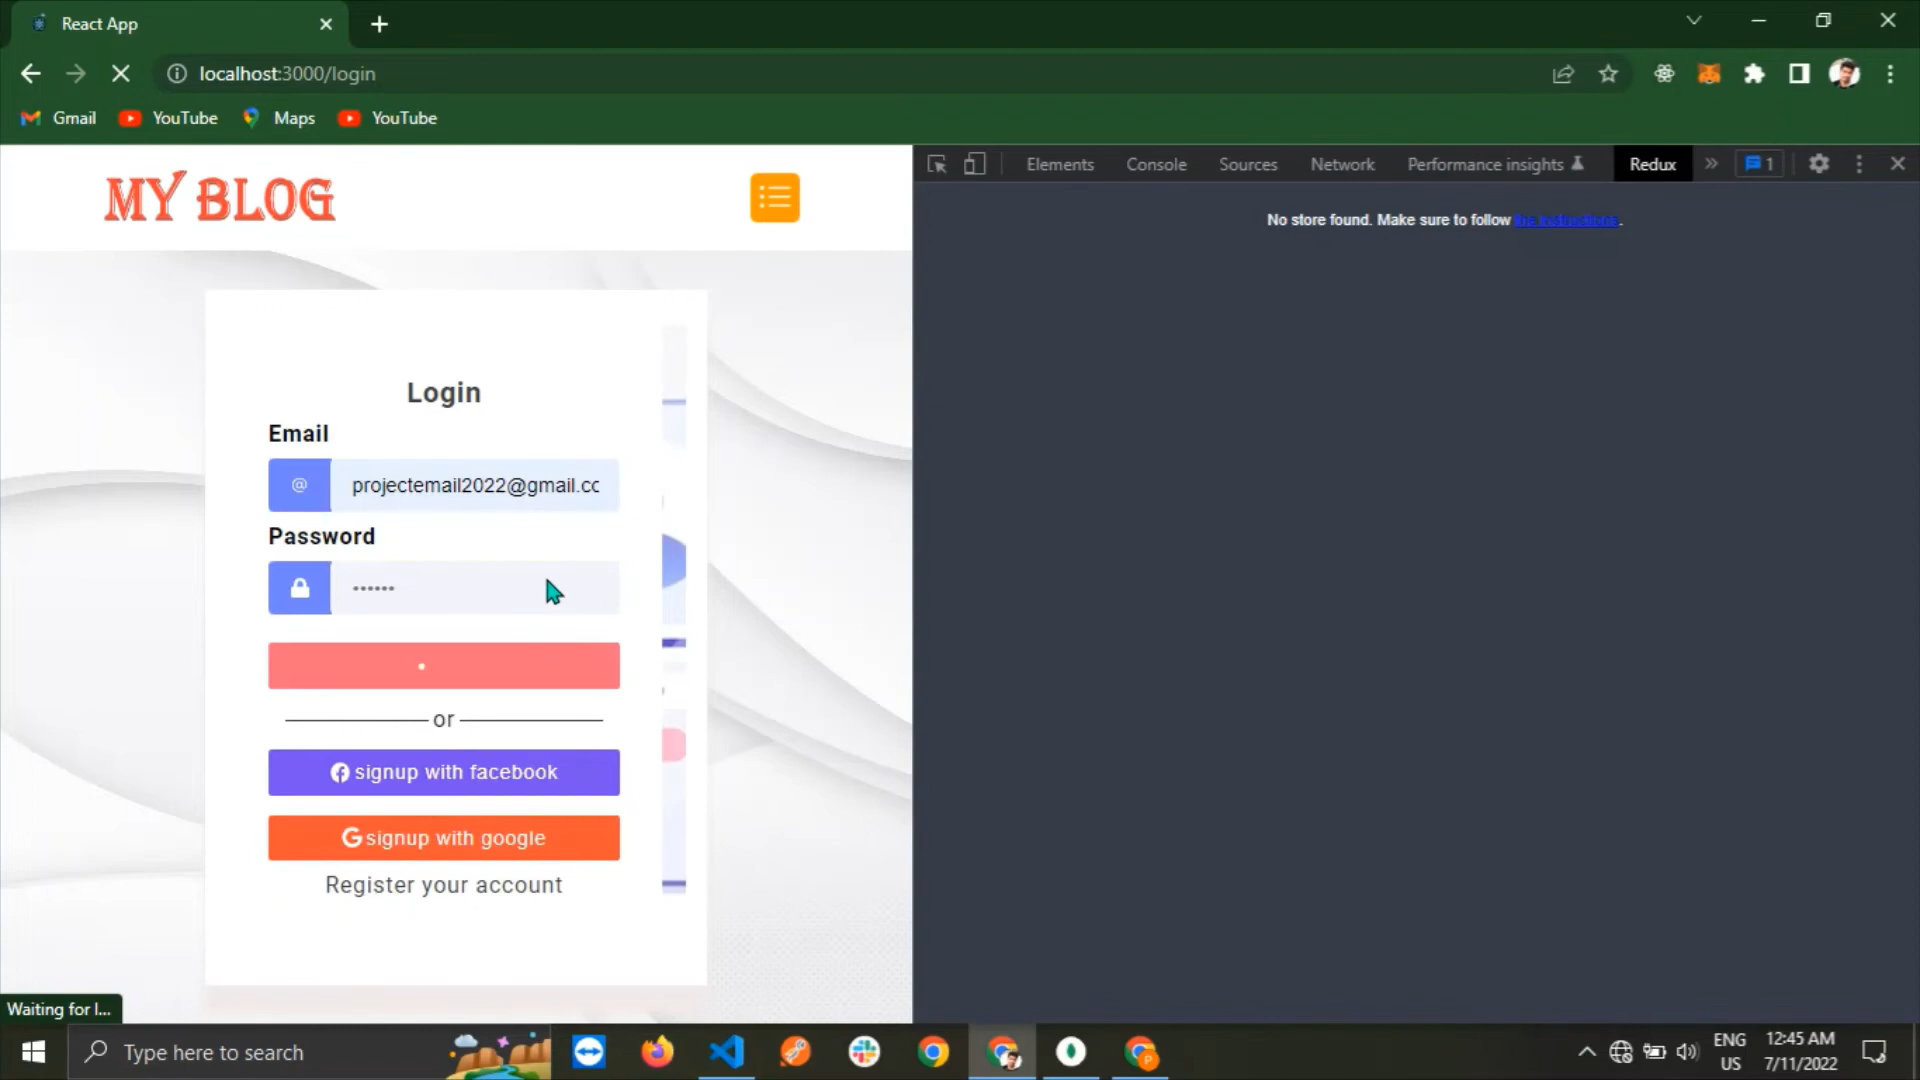 React App
localhost:3000/login
Gmail YouTube Maps YouTube
MY BLOG
Elements Console Sources Network Performance insights Redux 1
No store found. Make sure to follow the instructions.
Login
Email
@ projectemail2022@gmail.cc
Password
or
signup with facebook
signup with google
Register your account
Waiting for l...
Type here to search
ENG
US
12:45 AM
7/11/2022